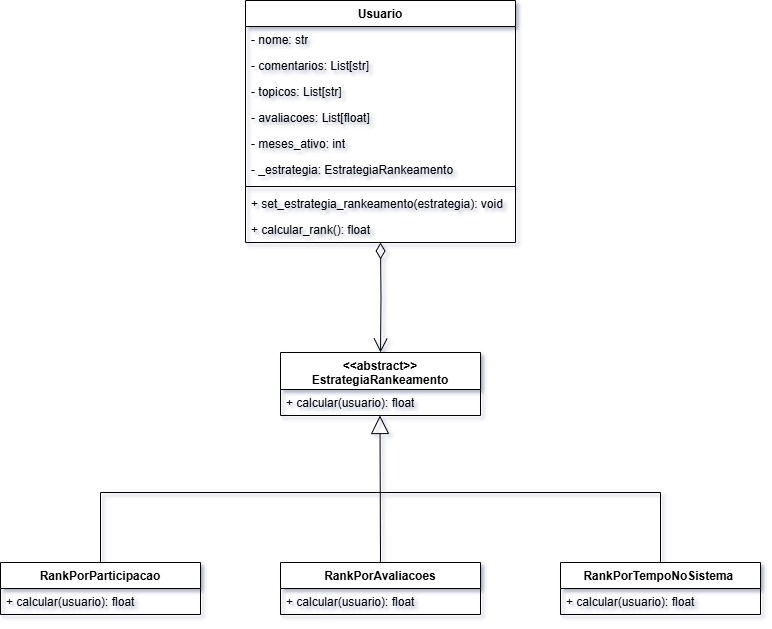 Usuario
- nome: str
- comentarios: List[str]
- topicos: List[str]
- avaliacoes: List[float]
- meses_ativo: int
- _estrategia: EstrategiaRankeamento
+ set_estrategia_rankeamento(estrategia): void
+ calcular_rank(): float
<<abstract>>
EstrategiaRankeamento
+ calcular(usuario): float
RankPorParticipacao
+ calcular(usuario): float
RankPorAvaliacoes
+ calcular(usuario): float
RankPorTempoNoSistema
+ calcular(usuario): float